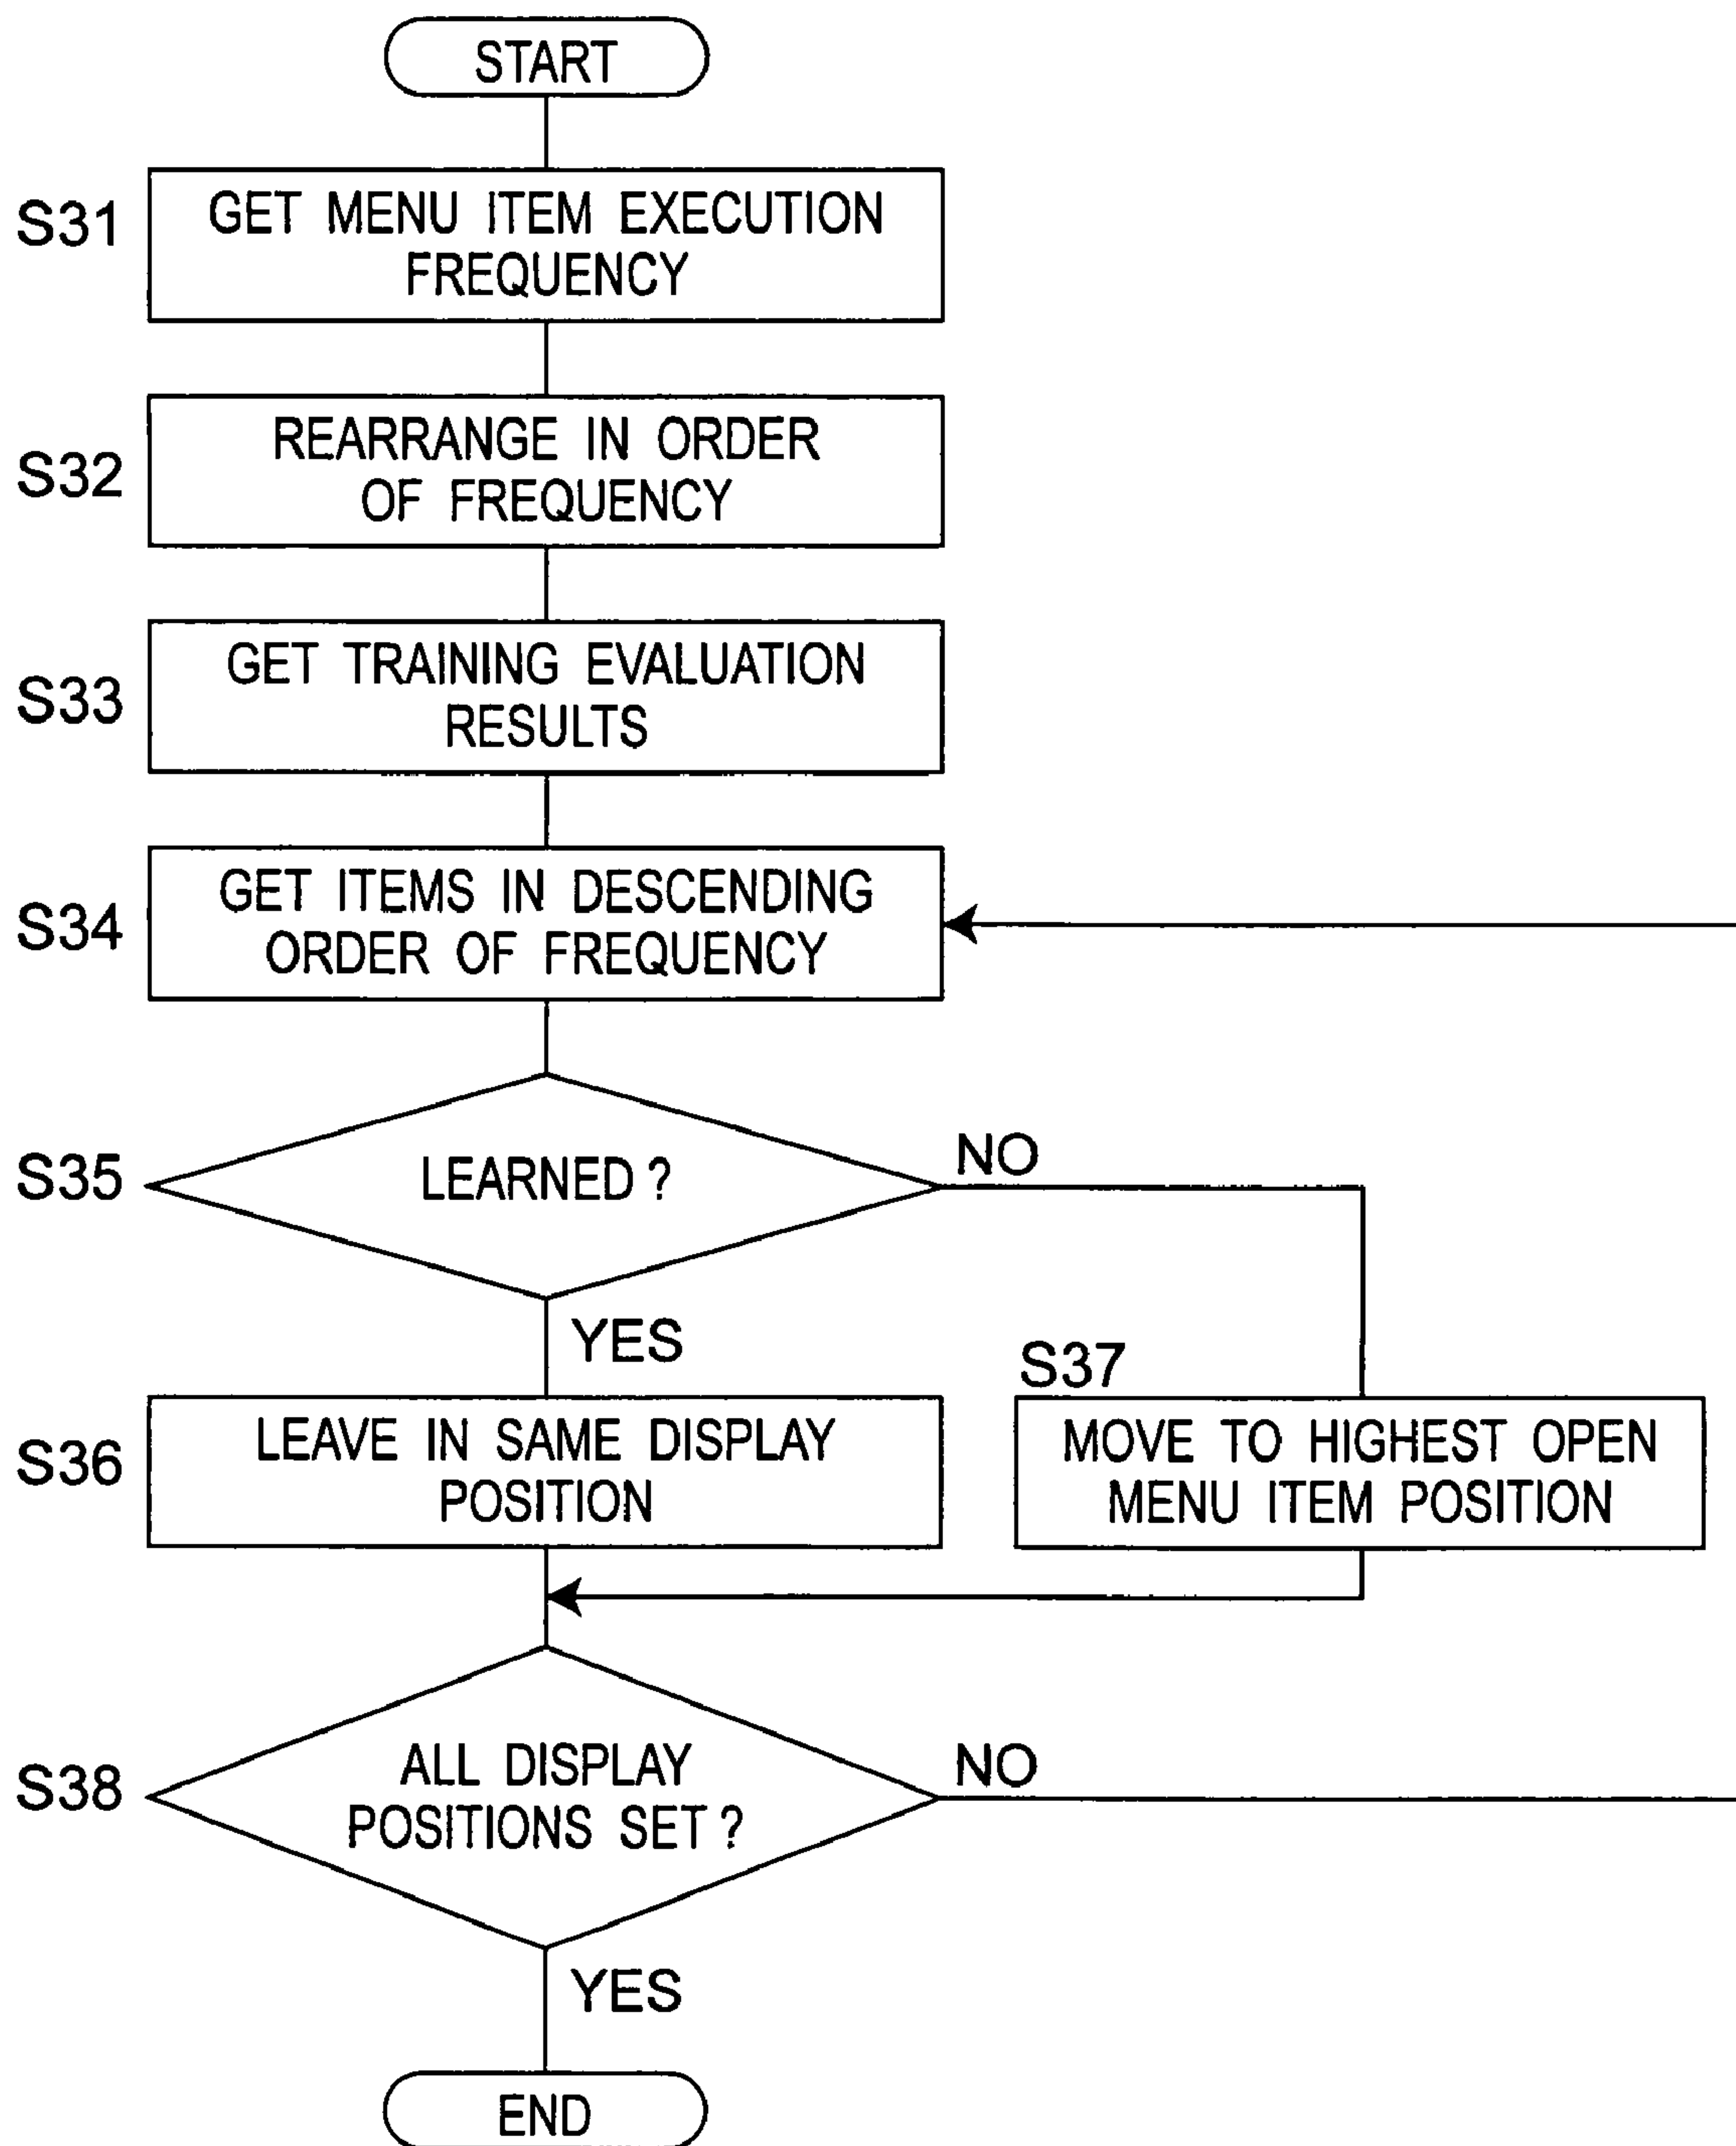 START
S31
GET MENU ITEM EXECUTION
FREQUENCY
S32
REARRANGE IN ORDER
OF FREQUENCY
S33
GET TRAINING EVALUATION
RESULTS
S34
GET ITEMS IN DESCENDING
ORDER OF FREQUENCY
S35
LEARNED ?
NO
YES
S36
LEAVE IN SAME DISPLAY
POSITION
S37
MOVE TO HIGHEST OPEN
MENU ITEM POSITION
S38
ALL DISPLAY
POSITIONS SET ?
NO
YES
END